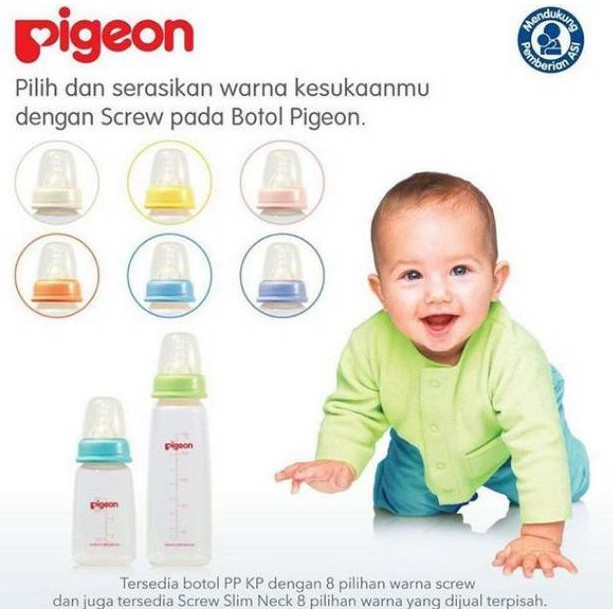 pigeon
Mendukung
Pemberian ASI
Pilih dan serasikan warna kesukaanmu
dengan Screw pada Botol Pigeon.
pigeon
pigeon
Tersedia botol PP KP dengan 8 pilihan warna screw
dan juga tersedia Screw Slim Neck 8 pilihan warna yang dijual terpisah.